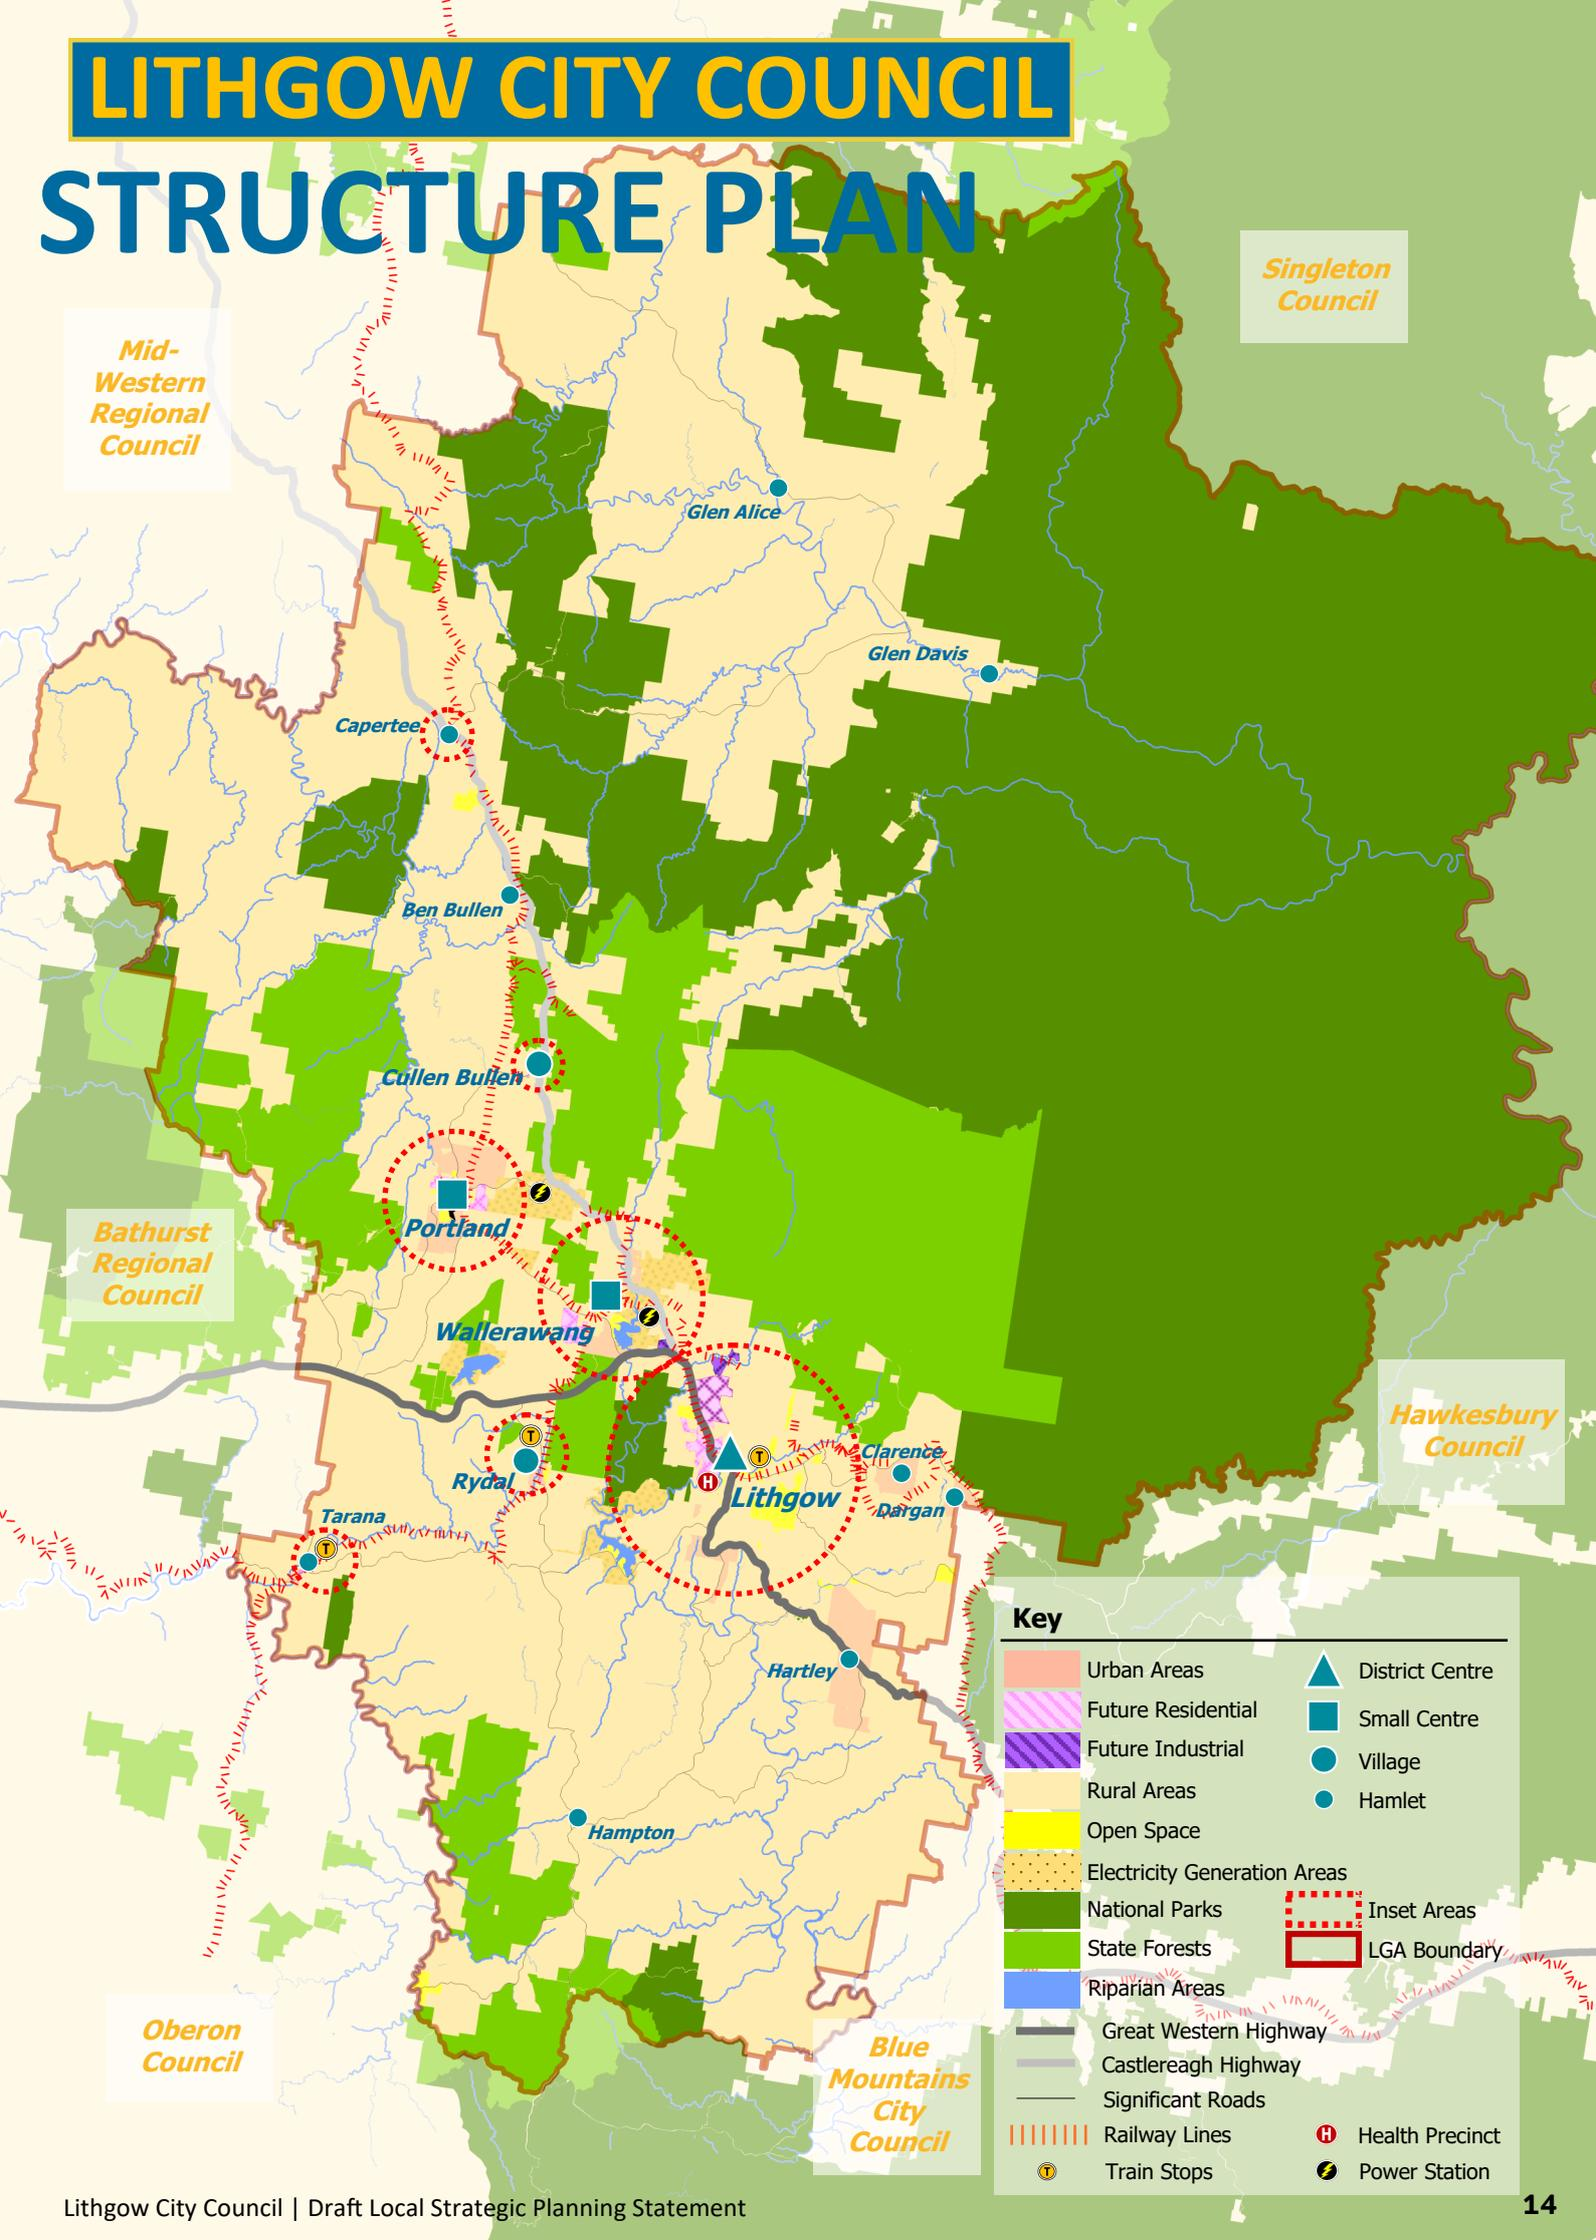 LITHGOW CITY COUNCIL
STRUCTURE PLAN
Singleton
Council
Mid-
Western
Regional
Council
Glen Alice
Glen Davis
Capertee
Ben Bullen
Cullen Bullen
Portland
Bathurst
Regional
Council
Wallerawang
Hawkesbury
Council
T
Clarence
T
Rydal
H
Lithgow
Dargan
Tarana
T
Key
Urban Areas
District Centre
Hartley
Future Residential
Small Centre
Future Industrial
Village
Rural Areas
Hamlet
Hampton
Open Space
Electricity Generation Areas
National Parks
Inset Areas
State Forests
LGA Boundary
Riparian Areas
Oberon
Council
Blue
Mountains
City
Council
Great Western Highway
Castlereagh Highway
Significant Roads
Railway Lines
H Health Precinct
T Train Stops
Power Station
Lithgow City Council | Draft Local Strategic Planning Statement
14